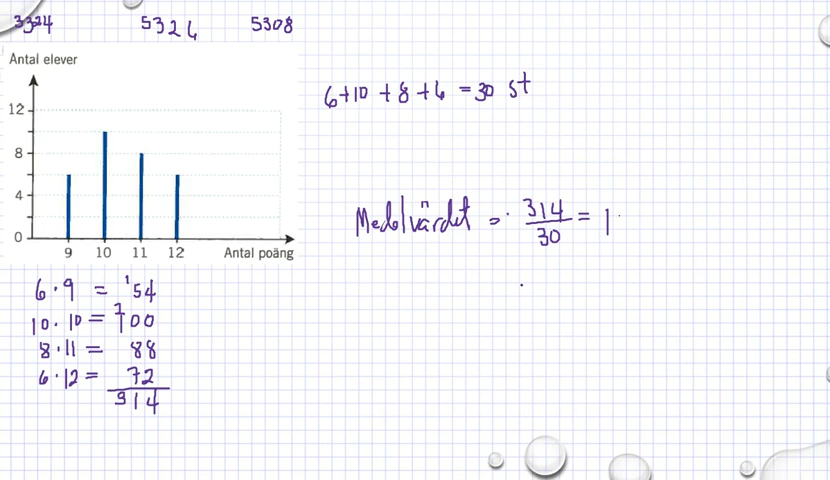 3324 5324 5308
Antal elever
12
8
4
0
9 10 11 12 Antal poäng
6+10+8+6=30 st
Medelvärdet = 314/30 = 1
6·9 = 54
10·10 = 100
8·11 = 88
6·12 = 72
314